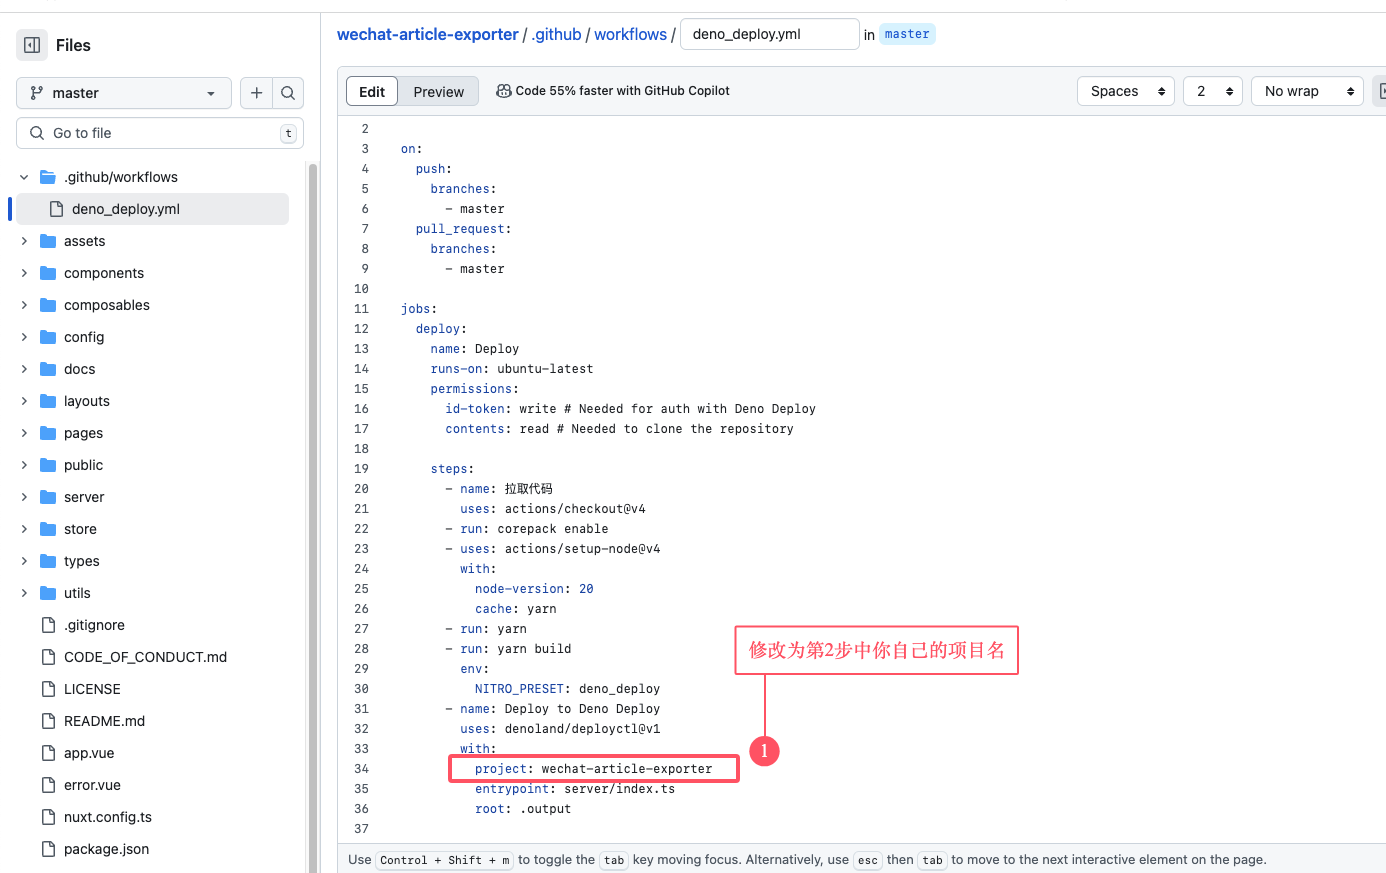 Files
master
Go to file
t
.github/workflows
deno_deploy.yml
assets
components
composables
config
docs
layouts
pages
public
server
store
types
utils
.gitignore
CODE_OF_CONDUCT.md
LICENSE
README.md
app.vue
error.vue
nuxt.config.ts
package.json
wechat-article-exporter / .github / workflows / deno_deploy.yml in master
Edit Preview Code 55% faster with GitHub Copilot Spaces 2 No wrap
2
3 on:
4 push:
5 branches:
6 - master
7 pull_request:
8 branches:
9 - master
10
11 jobs:
12 deploy:
13 name: Deploy
14 runs-on: ubuntu-latest
15 permissions:
16 id-token: write # Needed for auth with Deno Deploy
17 contents: read # Needed to clone the repository
18
19 steps:
20 - name: 拉取代码
21 uses: actions/checkout@v4
22 - run: corepack enable
23 - uses: actions/setup-node@v4
24 with:
25 node-version: 20
26 cache: yarn
27 - run: yarn
28 - run: yarn build
29 env:
30 NITRO_PRESET: deno_deploy
31 - name: Deploy to Deno Deploy
32 uses: denoland/deployctl@v1
33 with:
34 project: wechat-article-exporter
35 entrypoint: server/index.ts
36 root: .output
37
修改为第2步中你自己的项目名
1
Use Control + Shift + m to toggle the tab key moving focus. Alternatively, use esc then tab to move to the next interactive element on the page.